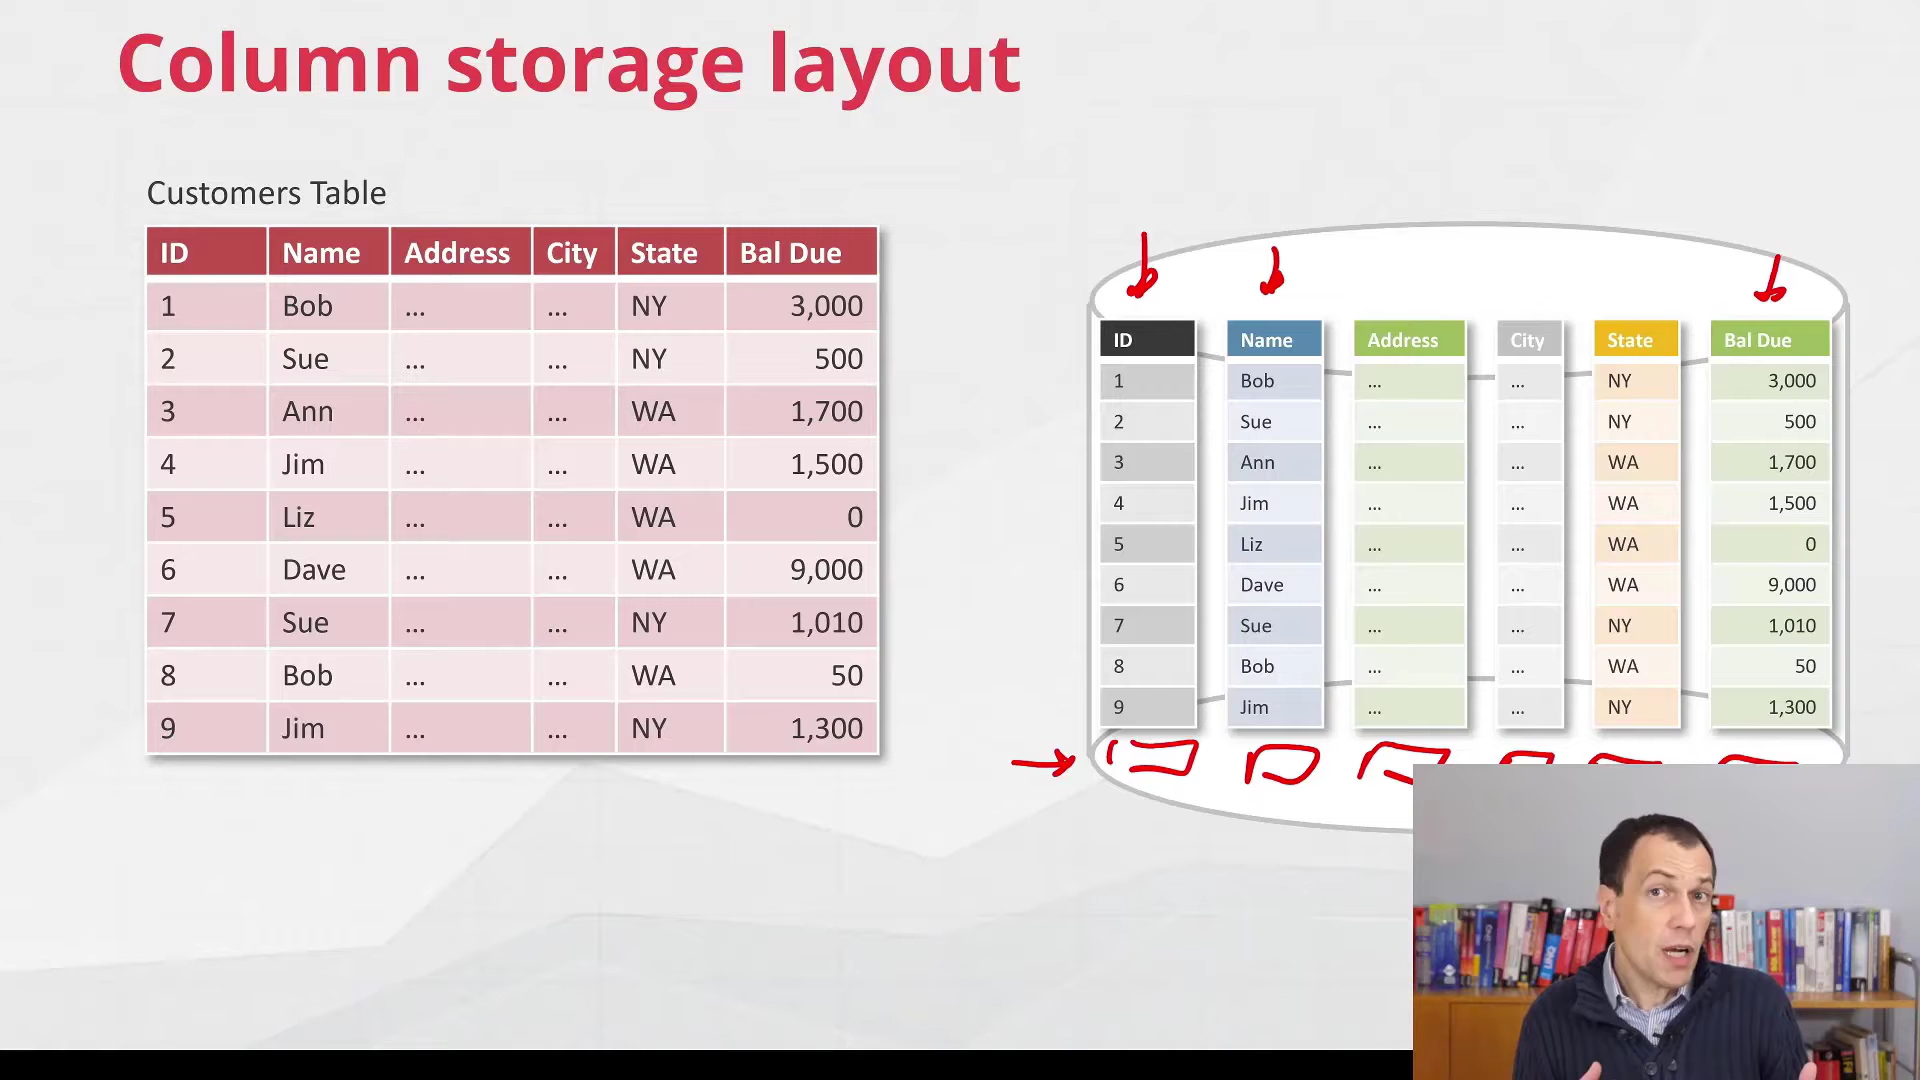 Column storage layout
Customers Table
ID Name Address City State Bal Due
1 Bob ... ... NY 3,000
2 Sue ... ... NY 500
3 Ann ... ... WA 1,700
4 Jim ... ... WA 1,500
5 Liz ... ... WA 0
6 Dave ... ... WA 9,000
7 Sue ... ... NY 1,010
8 Bob ... ... WA 50
9 Jim ... ... NY 1,300
ID Name Address City State Bal Due
1 Bob ... ... NY 3,000
2 Sue ... ... NY 500
3 Ann ... ... WA 1,700
4 Jim ... ... WA 1,500
5 Liz ... ... WA 0
6 Dave ... ... WA 9,000
7 Sue ... ... NY 1,010
8 Bob ... ... WA 50
9 Jim ... ... NY 1,300